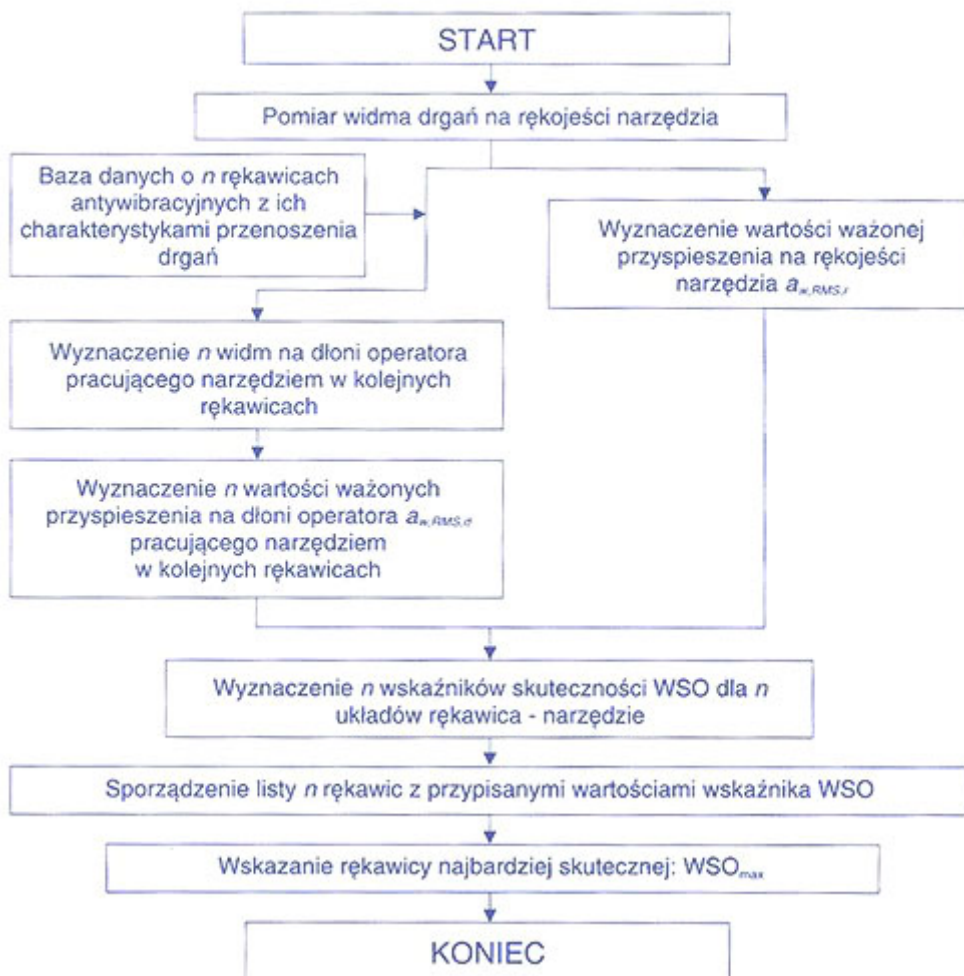 START
Pomiar widma drgań na rękojeści narzędzia
Baza danych o n rękawicach
antywibracyjnych z ich
charakterystykami przenoszenia
drgań
Wyznaczenie wartości ważonej
przyspieszenia na rękojeści
narzędzia a w,RMS,r
Wyznaczenie n widm na dłoni operatora
pracującego narzędziem w kolejnych
rękawicach
Wyznaczenie n wartości ważonych
przyspieszenia na dłoni operatora a w,RMS,d
pracującego narzędziem
w kolejnych rękawicach
Wyznaczenie n wskaźników skuteczności WSO dla n
układów rękawica - narzędzie
Sporządzenie listy n rękawic z przypisanymi wartościami wskaźnika WSO
Wskazanie rękawicy najbardziej skutecznej: WSOmax
KONIEC